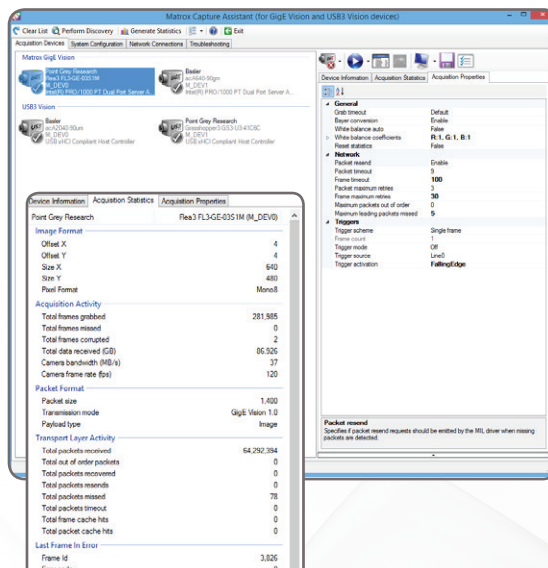 Matrox Capture Assistant (for GigE Vision and USB3 Vision devices)
Clear List Perform Discovery Generate Statistics Exit
Acquisition Devices System Configuration Network Connections Troubleshooting
Matrox GigE Vision
Point Grey Research
Flea3 FL3-GE-03S1M
M_DEV0
Intel(R) PRO/1000 PT Dual Port Server A...
Basler
acA640-90gm
M_DEV1
Intel(R) PRO/1000 PT Dual Port Server A...
USB3 Vision
Basler
acA2040-90um
M_DEV0
USB xHCI Compliant Host Controller
Point Grey Research
Grasshopper3 GS3-U3-41C6C
M_DEV1
USB xHCI Compliant Host Controller
Device Information Acquisition Statistics Acquisition Properties
General
Grab timeout Default
Bayer conversion Enable
White balance auto False
White balance coefficients R:1, G:1, B:1
Reset statistics False
Network
Packet resend Enable
Packet timeout 9
Frame timeout 100
Packet maximum retries 3
Frame maximum retries 30
Maximum packets out of order 0
Maximum leading packets missed 5
Triggers
Trigger scheme Single frame
Frame count 1
Trigger mode Off
Trigger source Line0
Trigger activation FallingEdge
Packet resend
Specifies if packet resend requests should be emitted by the MIL driver when missing
packets are detected.
Device Information Acquisition Statistics Acquisition Properties
Point Grey Research Flea3 FL3-GE-03S1M (M_DEV0)
Image Format
Offset X 4
Offset Y 4
Size X 640
Size Y 480
Pixel Format Mono8
Acquisition Activity
Total frames grabbed 281,985
Total frames missed 0
Total frames corrupted 2
Total data received (GB) 86.926
Camera bandwidth (MB/s) 37
Camera frame rate (fps) 120
Packet Format
Packet size 1,400
Transmission mode GigE Vision 1.0
Payload type Image
Transport Layer Activity
Total packets received 64,292,394
Total out of order packets 0
Total packets recovered 0
Total packets resends 0
Total packets missed 78
Total packets timeout 0
Total frame cache hits 0
Total packet cache hits 0
Last Frame In Error
Frame Id 3,826